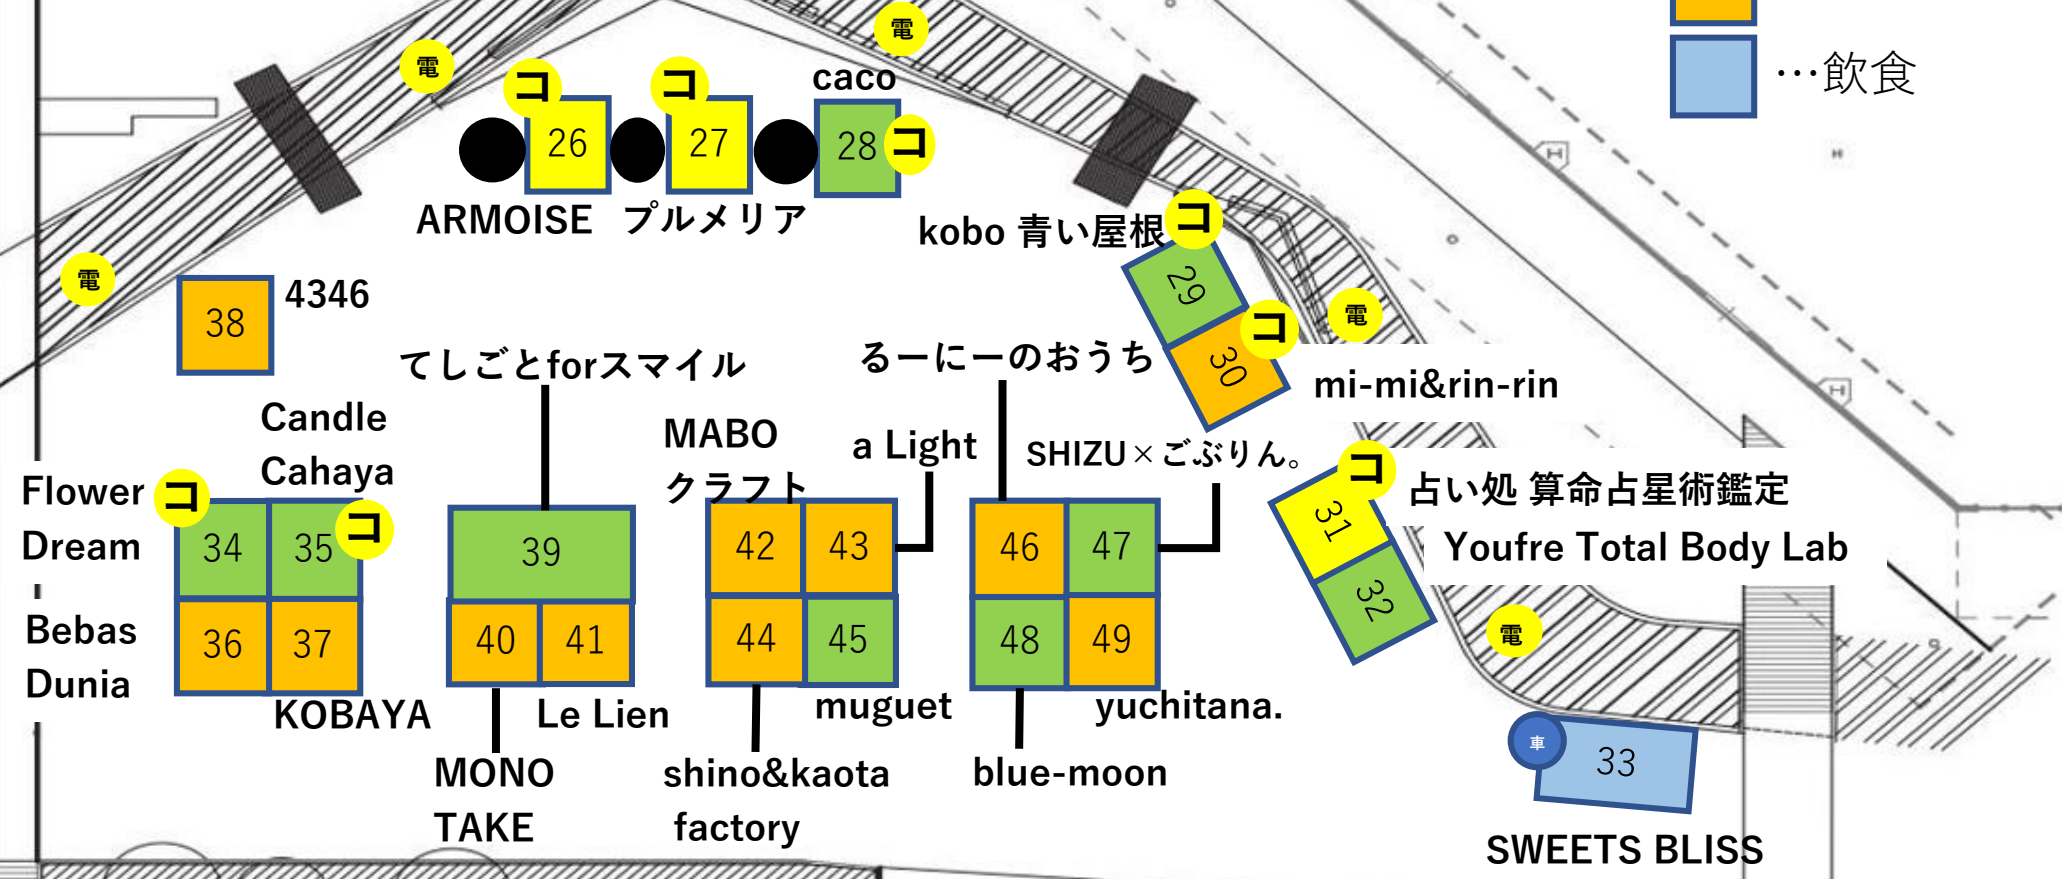 電
…飲食
電
コ
コ
caco
26
27
28
コ
ARMOISE
プルメリア
kobo 青い屋根
コ
電
29
38
4346
コ
電
30
てしごとforスマイル
るーにーのおうち
mi-mi&rin-rin
Candle
Cahaya
MABO
クラフト
a Light
SHIZU×ごぶりん。
コ
占い処 算命占星術鑑定
Flower
Dream
コ
コ
34
35
39
42
43
46
47
31
Youfre Total Body Lab
32
Bebas
Dunia
36
37
40
41
44
45
48
49
電
KOBAYA
Le Lien
muguet
yuchitana.
車
33
MONO
TAKE
shino&kaota
factory
blue-moon
SWEETS BLISS
H
H
H